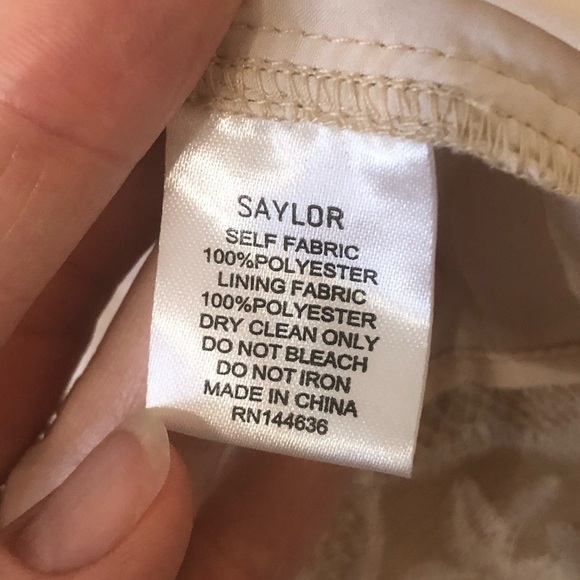 SAYLOR
SELF FABRIC
100%POLYESTER
LINING FABRIC
100%POLYESTER
DRY CLEAN ONLY
DO NOT BLEACH
DO NOT IRON
MADE IN CHINA
RN144636